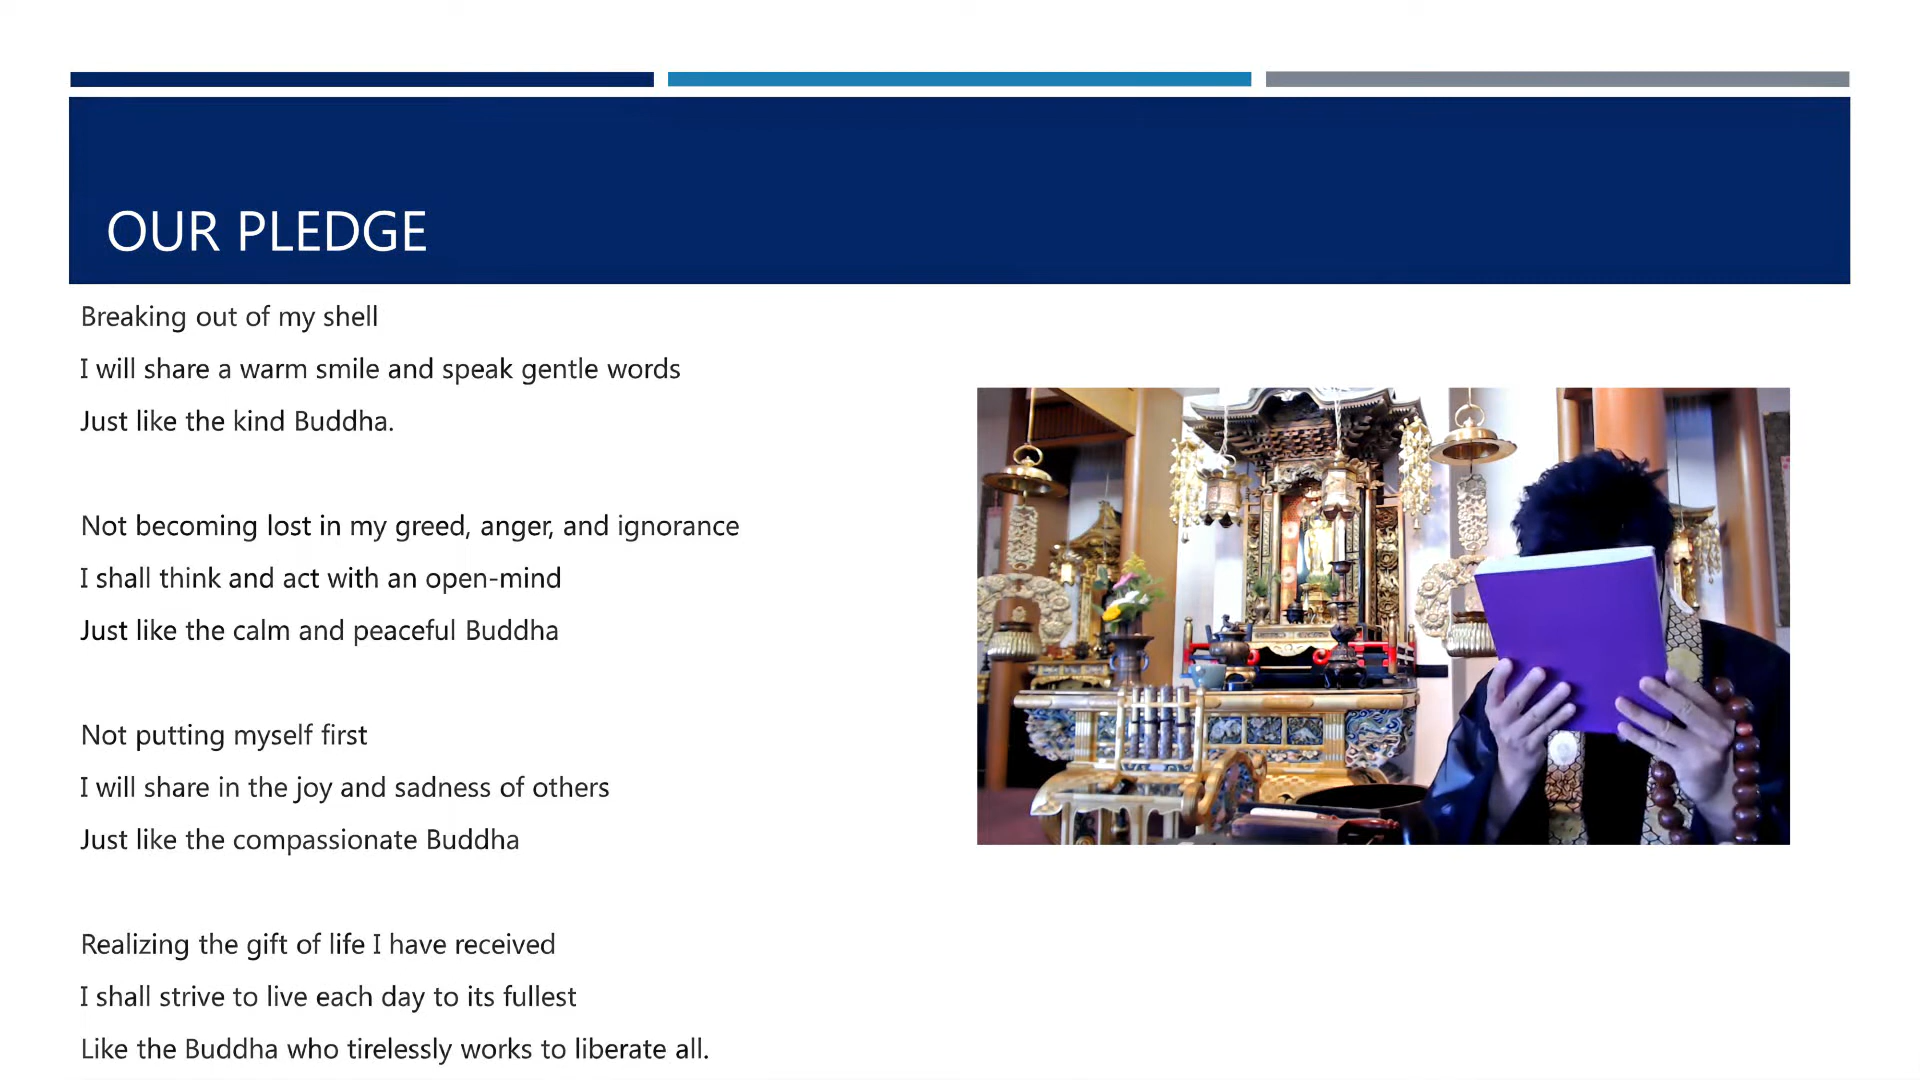 OUR PLEDGE
Breaking out of my shell
I will share a warm smile and speak gentle words
Just like the kind Buddha.
Not becoming lost in my greed, anger, and ignorance
I shall think and act with an open-mind
Just like the calm and peaceful Buddha
Not putting myself first
I will share in the joy and sadness of others
Just like the compassionate Buddha
Realizing the gift of life I have received
I shall strive to live each day to its fullest
Like the Buddha who tirelessly works to liberate all.